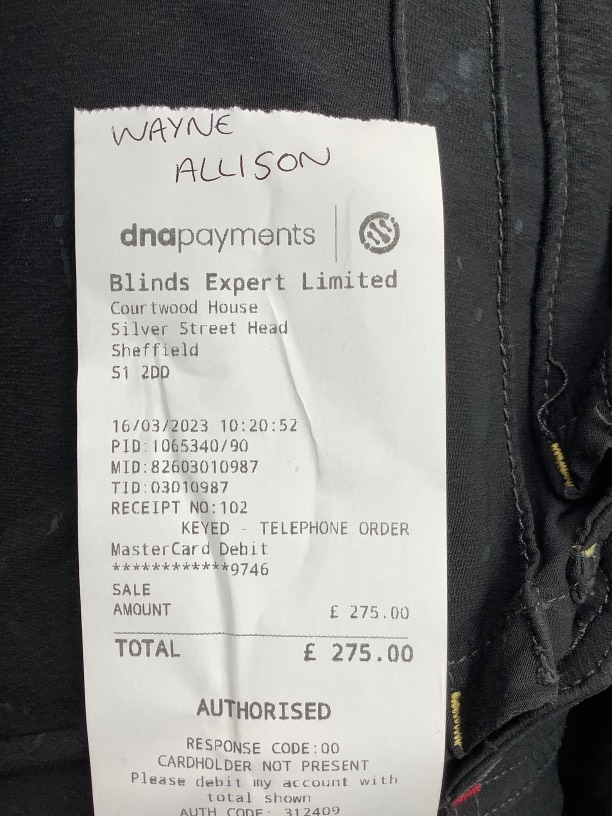 WAYNE
ALLISON
dnapayments
Blinds Expert Limited
Courtwood House
Silver Street Head
Sheffield
S1 2DD
16/03/2023 10:20:52
PID:1065340/90
MID:82603010987
TID:03010987
RECEIPT NO:102
KEYED - TELEPHONE ORDER
MasterCard Debit
************9746
SALE
AMOUNT £ 275.00
TOTAL £ 275.00
AUTHORISED
RESPONSE CODE:00
CARDHOLDER NOT PRESENT
Please debit my account with
total shown
AUTH CODE: 312409